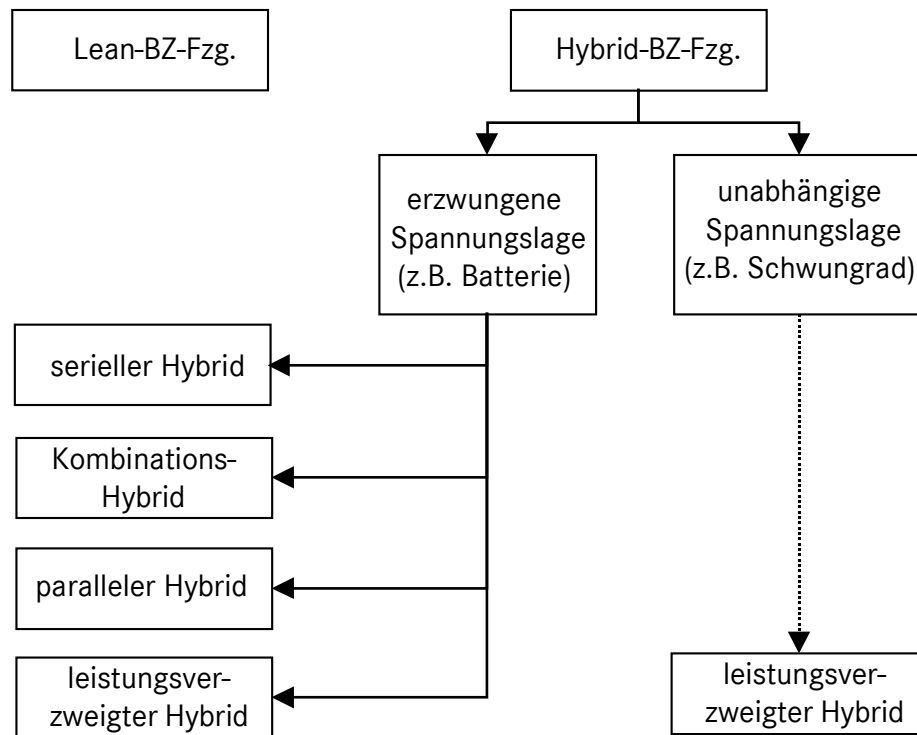 Lean-BZ-Fzg.
Hybrid-BZ-Fzg.
erzwungene
Spannungslage
(z.B. Batterie)
unabhängige
Spannungslage
(z.B. Schwungrad)
serieller Hybrid
Kombinations-
Hybrid
paralleler Hybrid
leistungsver-
zweigter Hybrid
leistungsver-
zweigter Hybrid